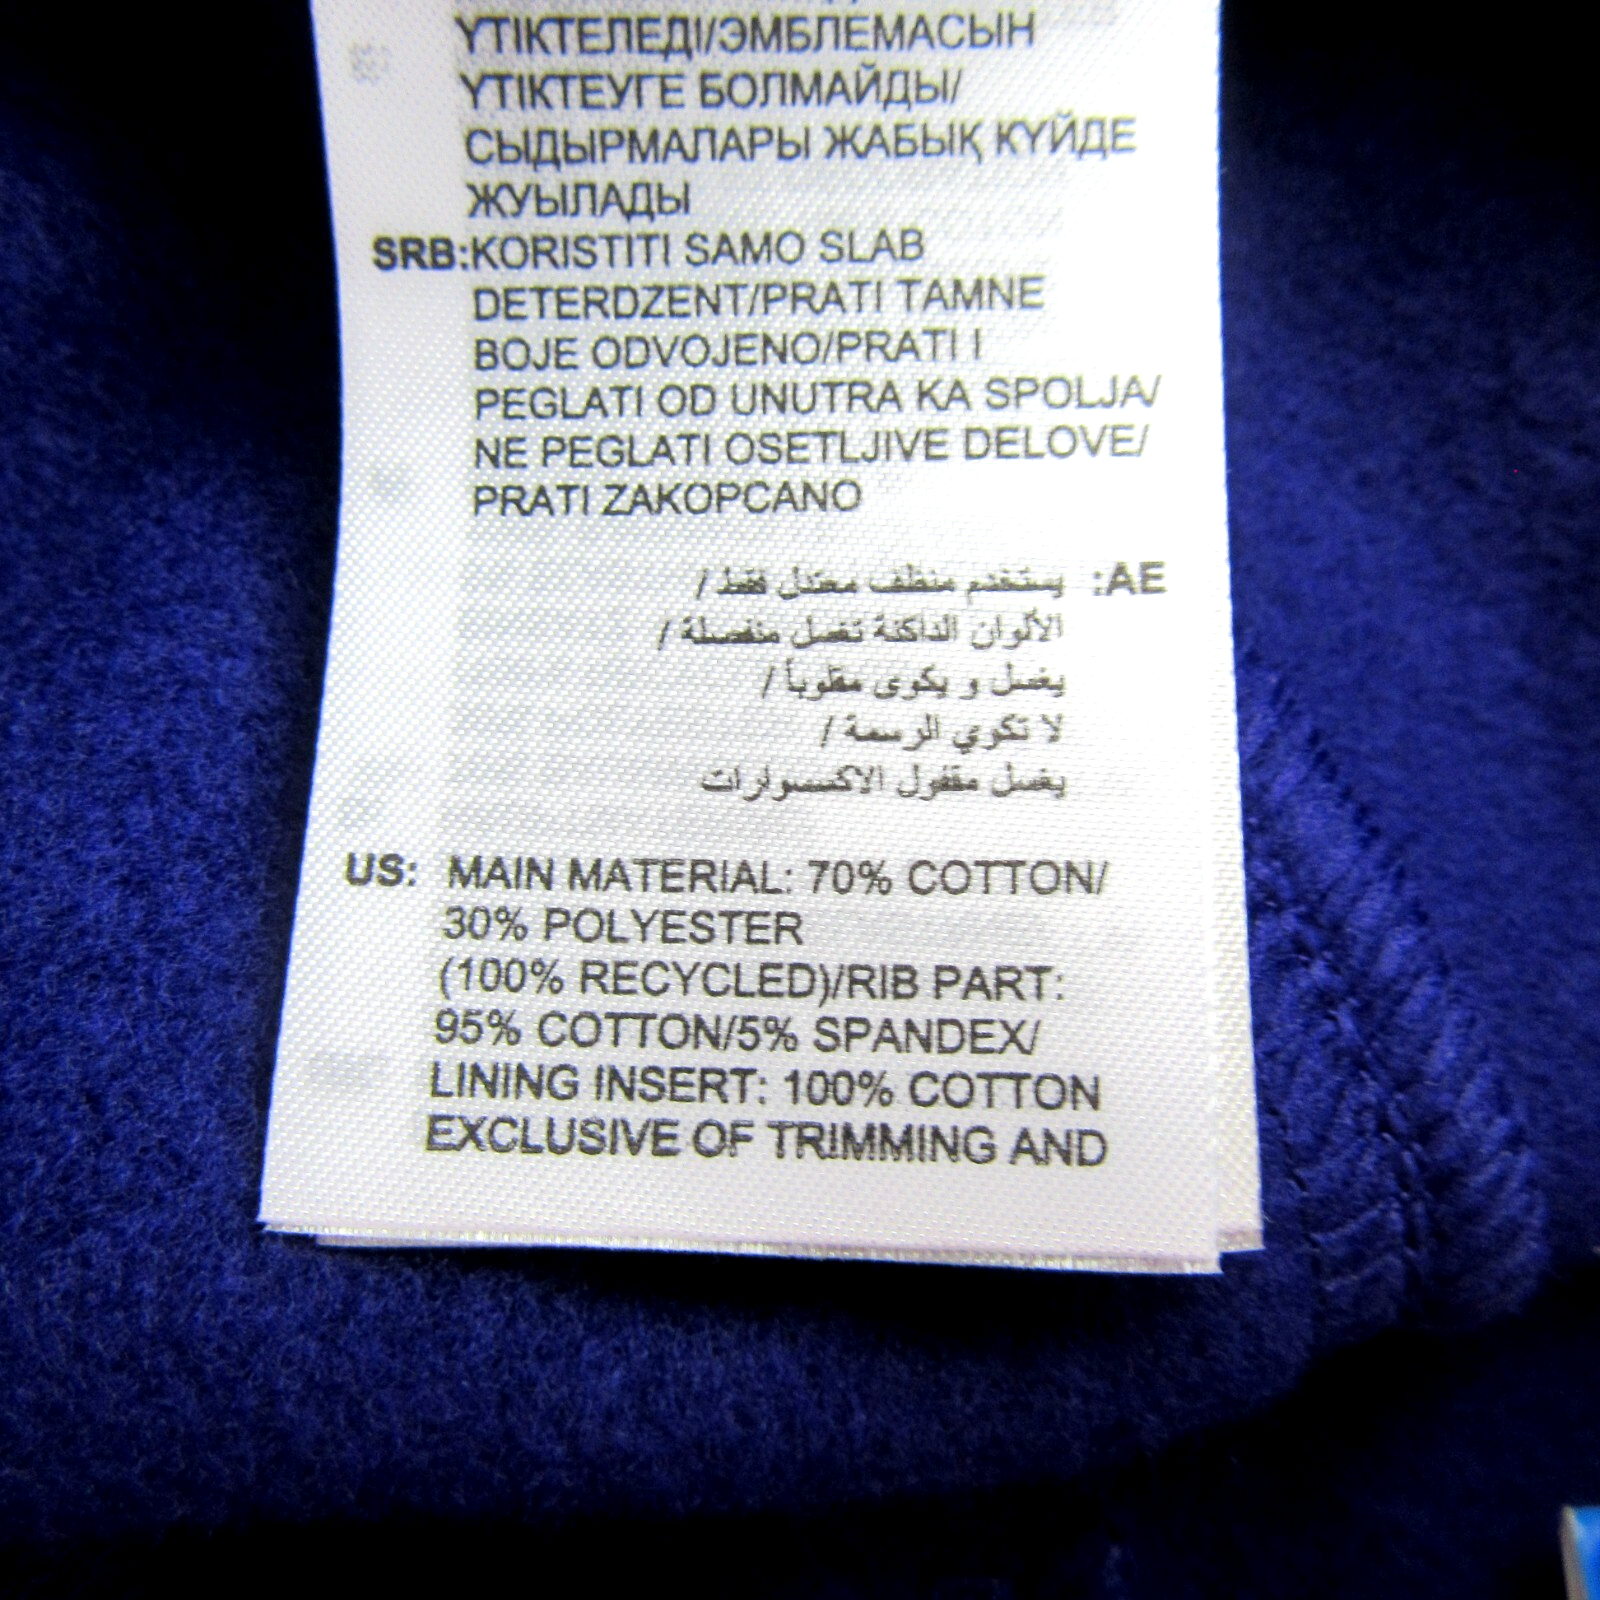 ҮТІКТЕЛЕДІ/ЭМБЛЕМАСЫН
ҮТІКТЕУГЕ БОЛМАЙДЫ/
СЫДЫРМАЛАРЫ ЖАБЫҚ КҮЙДЕ
ЖУЫЛАДЫ
SRB:KORISTITI SAMO SLAB
DETERDZENT/PRATI TAMNE
BOJE ODVOJENO/PRATI I
PEGLATI OD UNUTRA KA SPOLJA/
NE PEGLATI OSETLJIVE DELOVE/
PRATI ZAKOPCANO
AE: يستخدم منظف معتدل فقط /
الألوان الداكنة تغسل منفصلة /
يغسل و يكوى مقلوباً /
لا تكوي الرسمة /
يغسل مقفول الاكسسوارات
US: MAIN MATERIAL: 70% COTTON/
30% POLYESTER
(100% RECYCLED)/RIB PART:
95% COTTON/5% SPANDEX/
LINING INSERT: 100% COTTON
EXCLUSIVE OF TRIMMING AND